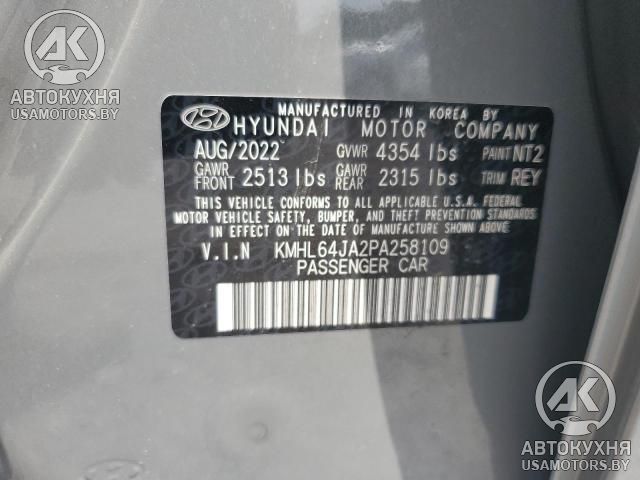 AK
АВТОКУХНЯ
USAMOTORS.BY
MANUFACTURED IN KOREA BY
HYUNDAI MOTOR COMPANY
AUG/2022 GVWR 4354 lbs PAINT NT2
GAWR FRONT 2513 lbs GAWR REAR 2315 lbs TRIM REY
THIS VEHICLE CONFORMS TO ALL APPLICABLE U.S. FEDERAL
MOTOR VEHICLE SAFETY, BUMPER, AND THEFT PREVENTION STANDARDS
IN EFFECT ON THE DATE OF MANUFACTURE SHOWN ABOVE.
V.I.N KMHL64JA2PA258109
PASSENGER CAR
AK
АВТОКУХНЯ
USAMOTORS.BY